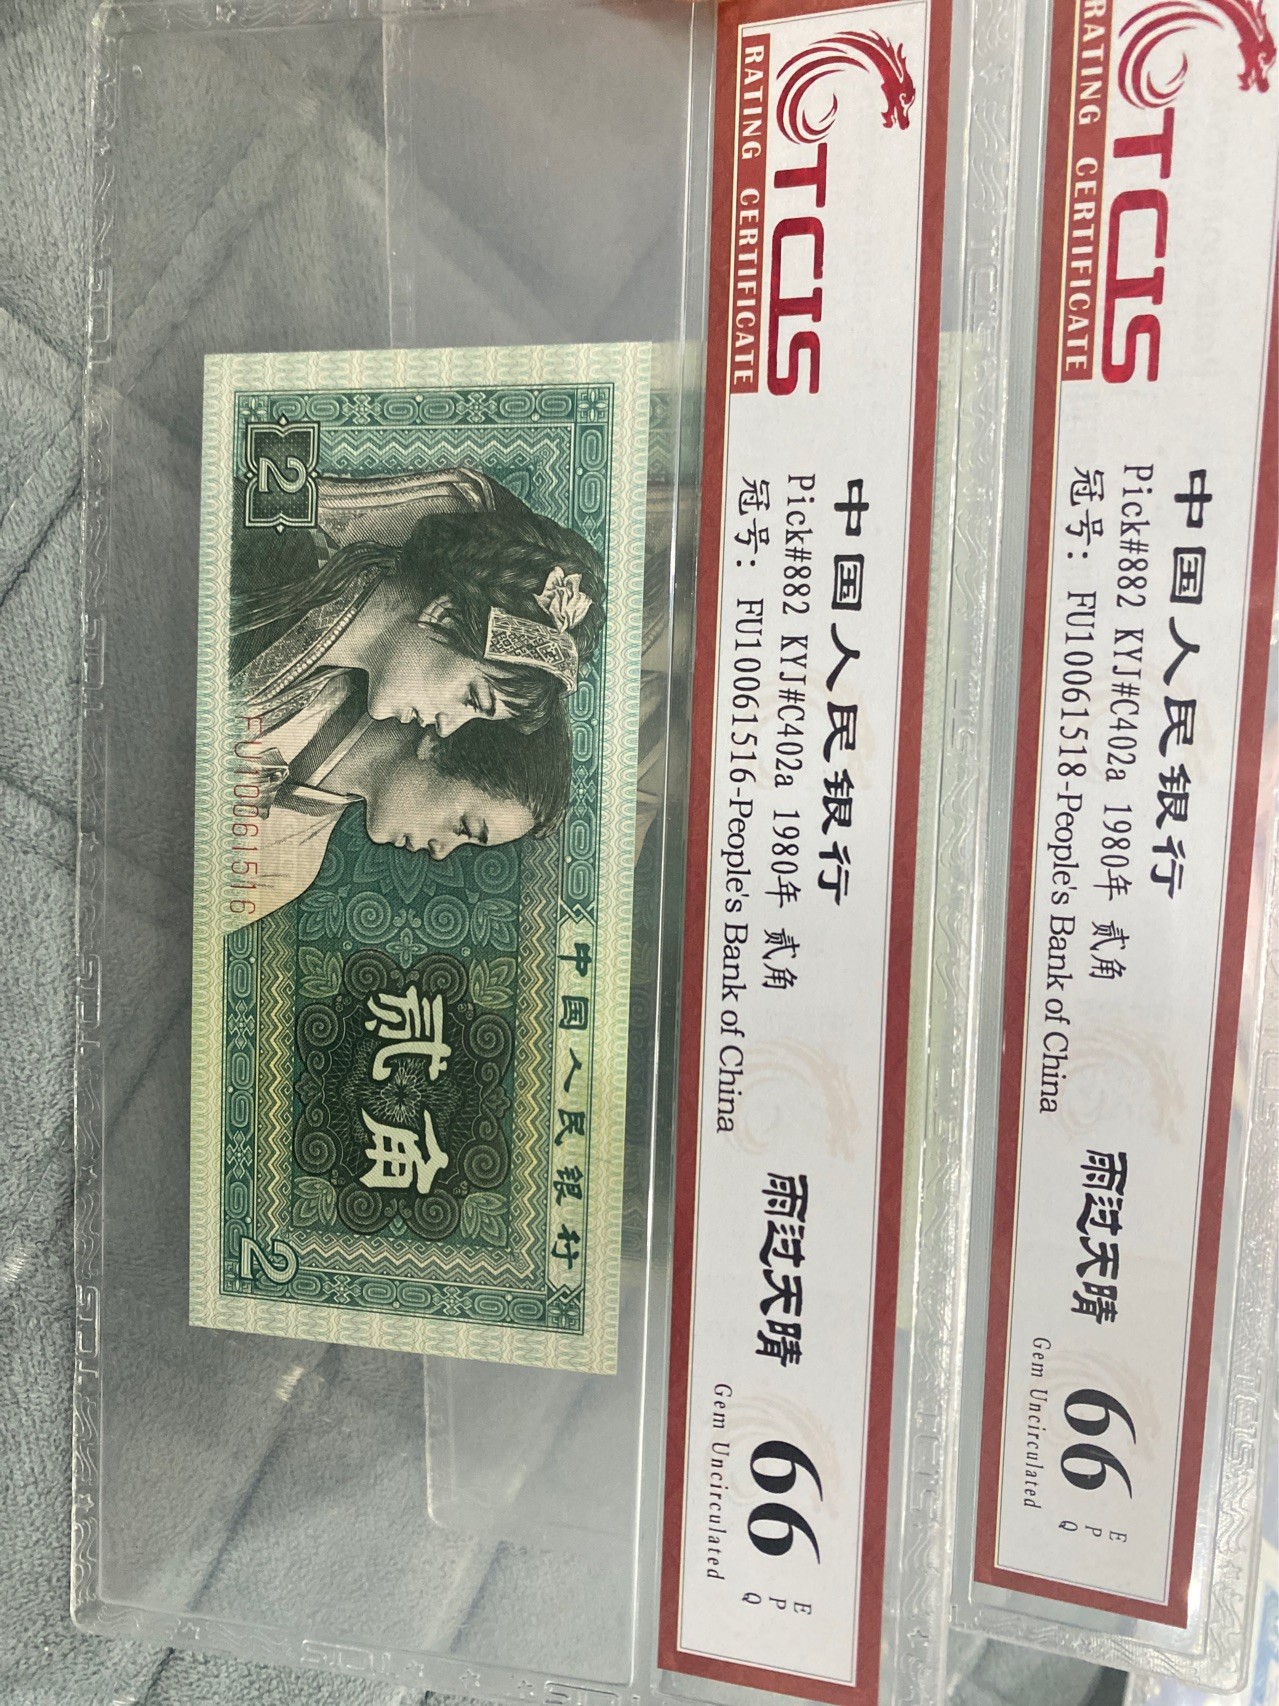 TCIS
RATING CERTIFICATE
中国人民银行
Pick#882 KYJ#C402a 1980年 贰角
冠号: FU10061518-People's Bank of China
雨过天晴
66
EPQ
Gem Uncirculated
TCIS
RATING CERTIFICATE
中国人民银行
Pick#882 KYJ#C402a 1980年 贰角
冠号: FU10061516-People's Bank of China
雨过天晴
66
EPQ
Gem Uncirculated
中国人民银行
贰角
2
FU10061516
2